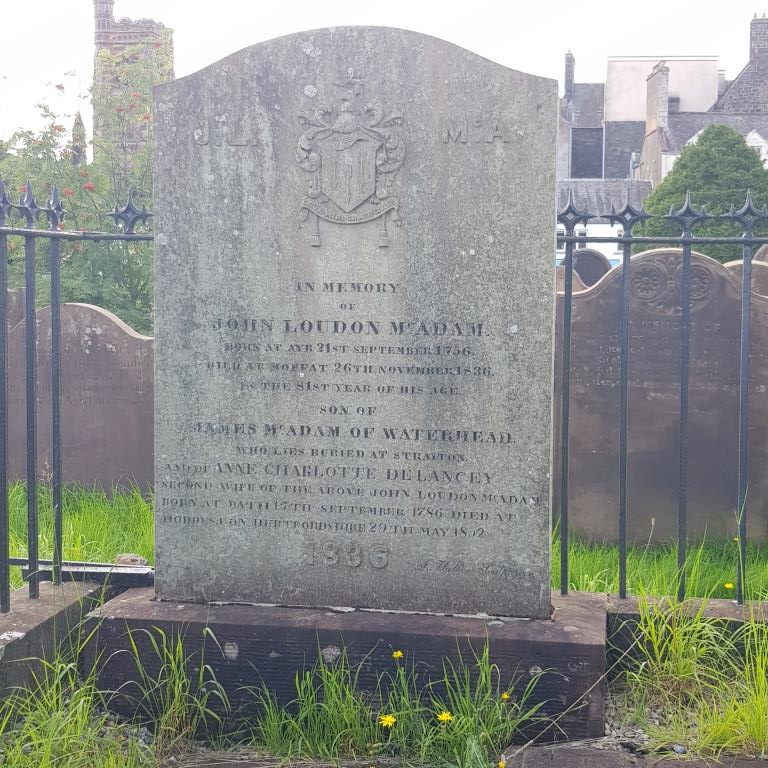 J.L. McA
IN MEMORY
OF
JOHN LOUDON McADAM.
BORN AT AYR 21ST SEPTEMBER 1756.
DIED AT MOFFAT 26TH NOVEMBER 1836.
IN THE 81ST YEAR OF HIS AGE.
SON OF
JAMES McADAM OF WATERHEAD.
WHO LIES BURIED AT STRAITON.
AND OF ANNE CHARLOTTE DE LANCEY
SECOND WIFE OF THE ABOVE JOHN LOUDON McADAM
BORN AT BATH 17TH SEPTEMBER 1786 DIED AT
HODDESDON HERTFORDSHIRE 29TH MAY 1852
1836